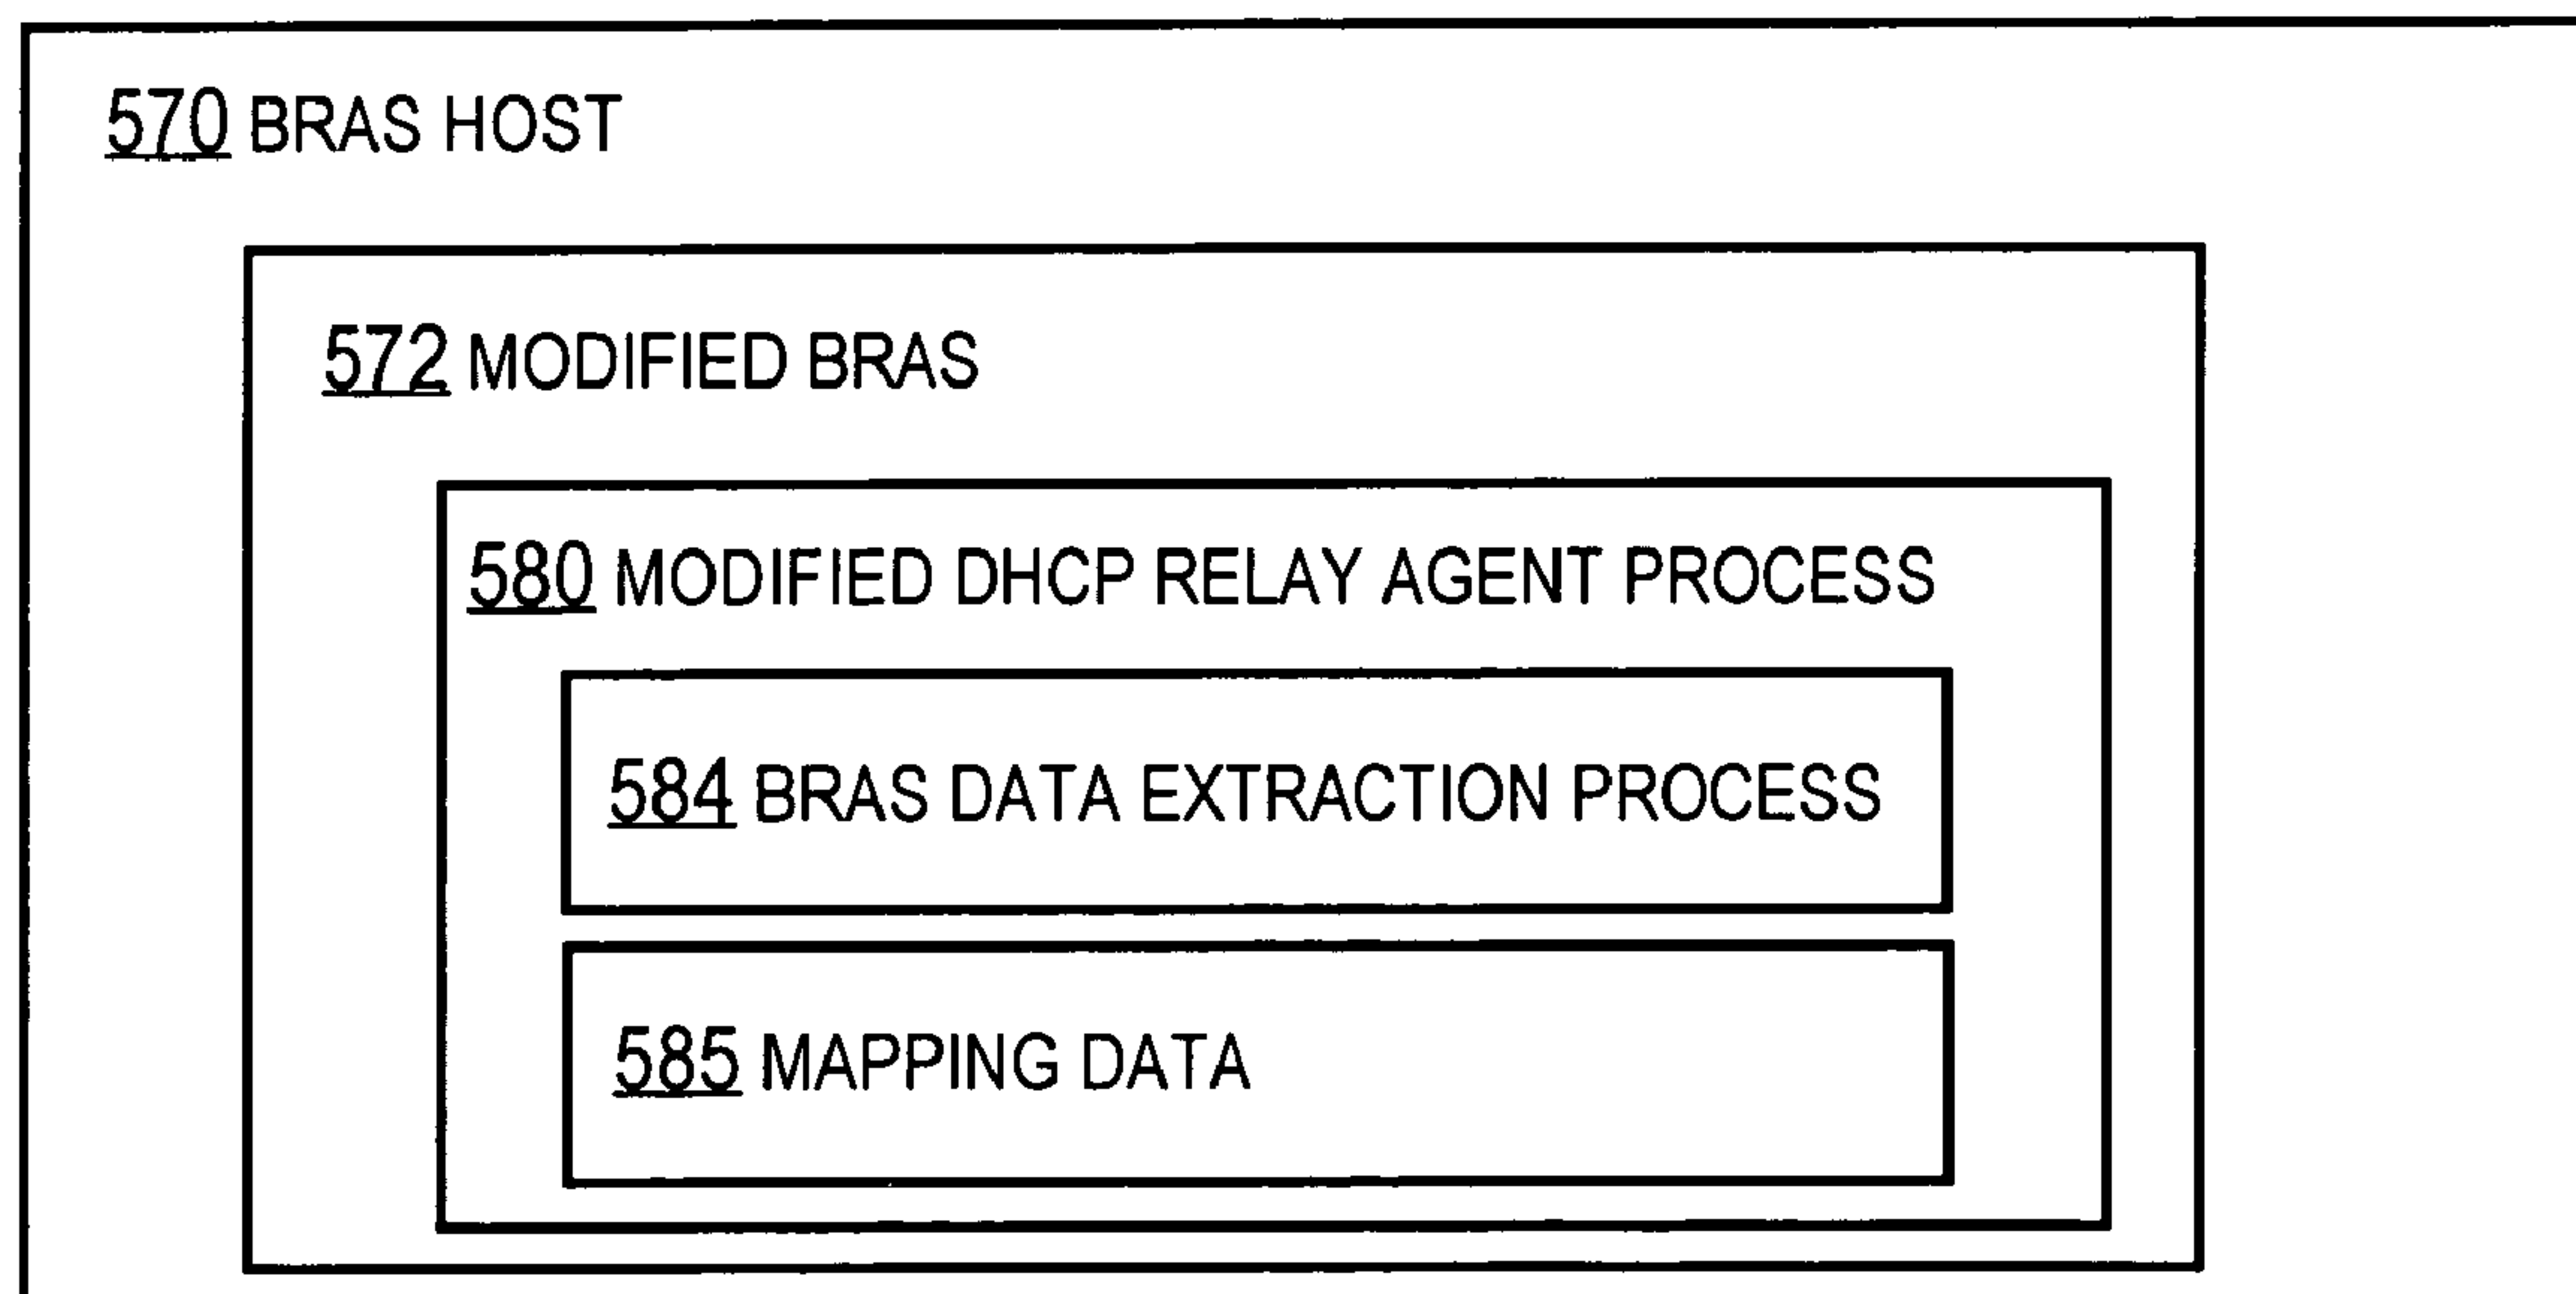 570 BRAS HOST
572 MODIFIED BRAS
580 MODIFIED DHCP RELAY AGENT PROCESS
584 BRAS DATA EXTRACTION PROCESS
585 MAPPING DATA